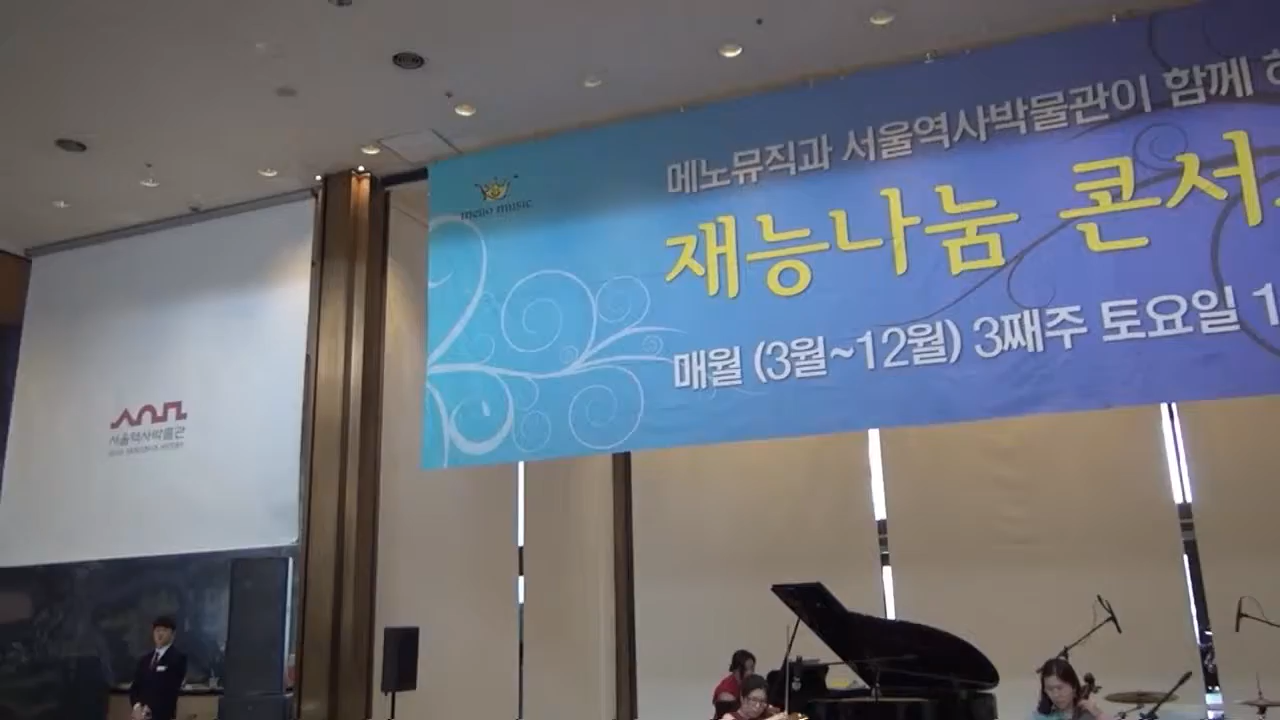 메노뮤직과 서울역사박물관이 함께
재능나눔 콘서
매월 (3월~12월) 3째주 토요일 1
meno music
서울역사박물관